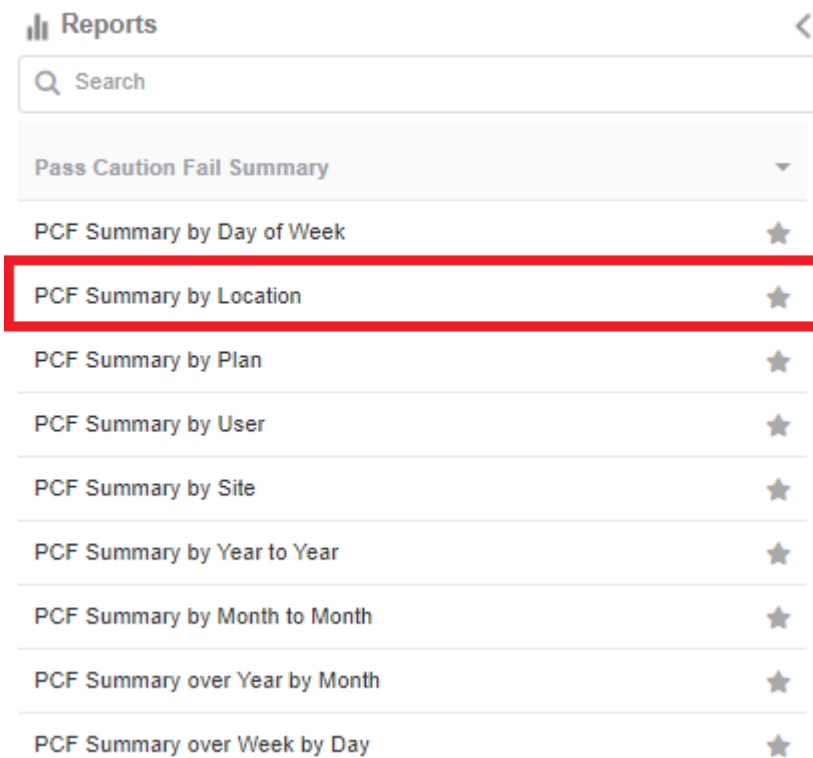 Reports
Search
Pass Caution Fail Summary
PCF Summary by Day of Week
PCF Summary by Location
PCF Summary by Plan
PCF Summary by User
PCF Summary by Site
PCF Summary by Year to Year
PCF Summary by Month to Month
PCF Summary over Year by Month
PCF Summary over Week by Day